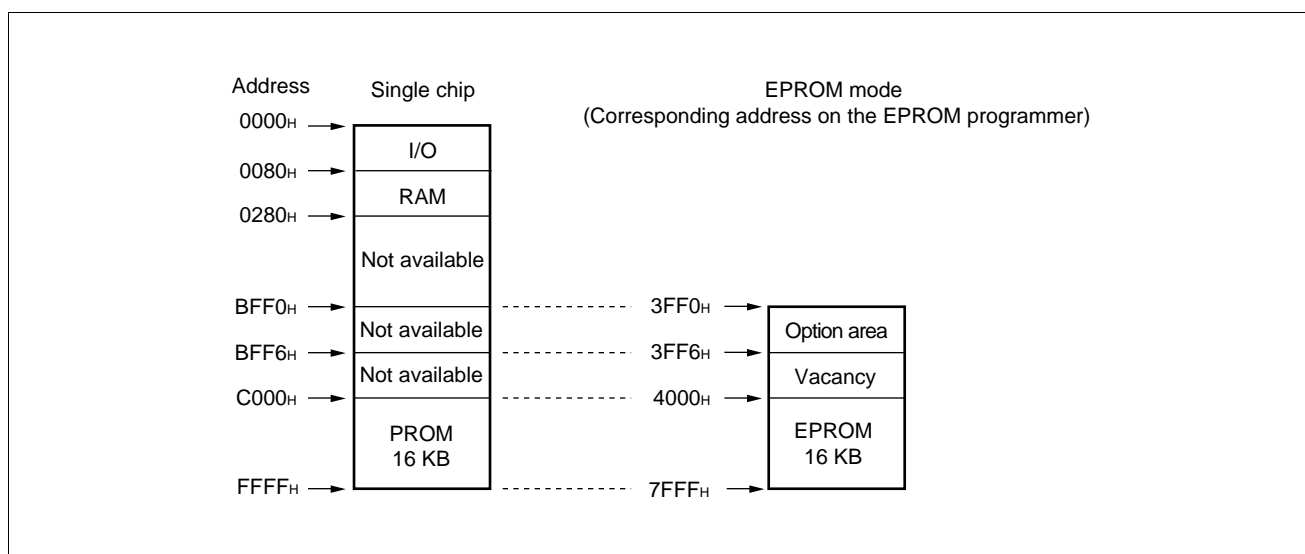 Address Single chip EPROM mode
(Corresponding address on the EPROM programmer)
0000H
I/O
0080H
RAM
0280H
Not available
BFF0H 3FF0H
Not available Option area
BFF6H 3FF6H
Not available Vacancy
C000H 4000H
PROM EPROM
16 KB 16 KB
FFFFH 7FFFH